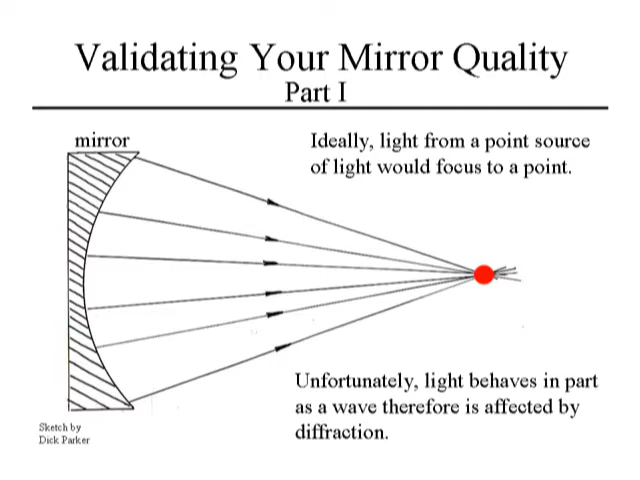 Validating Your Mirror Quality
Part I
mirror
Ideally, light from a point source
of light would focus to a point.
Unfortunately, light behaves in part
as a wave therefore is affected by
diffraction.
Sketch by
Dick Parker